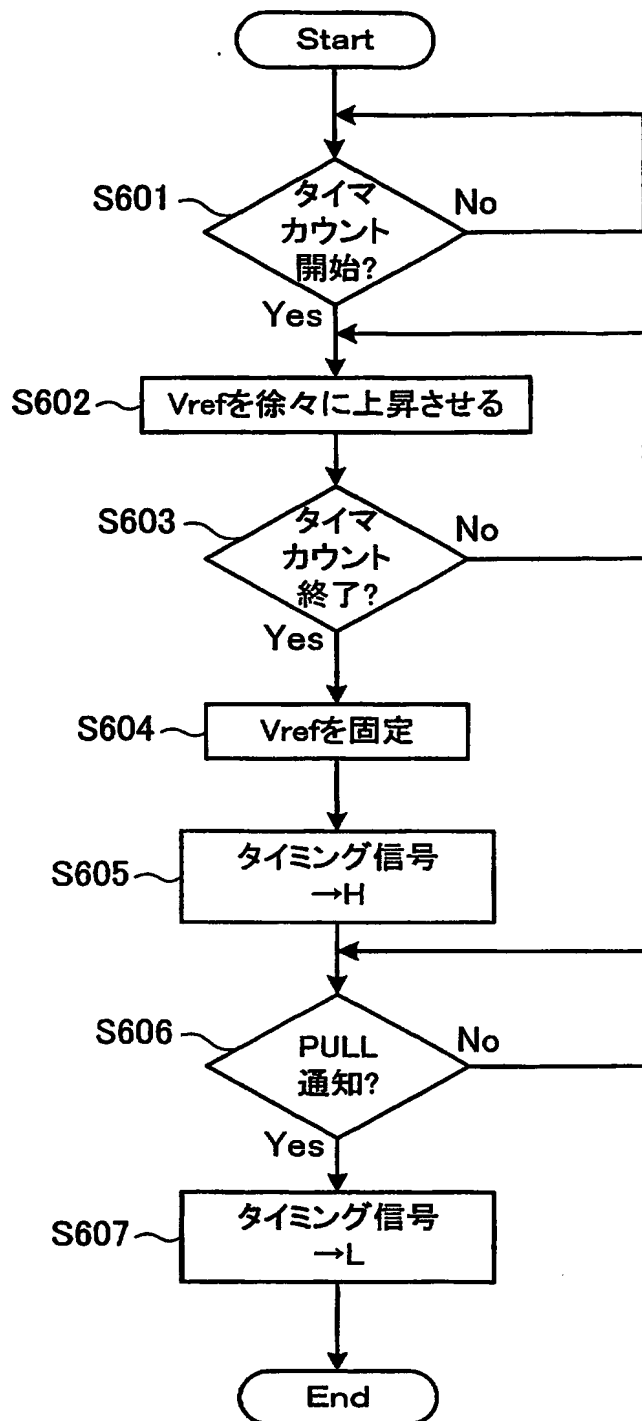 Start
S601
タイマ
カウント
開始?
No
Yes
S602
Vrefを徐々に上昇させる
S603
タイマ
カウント
終了?
No
Yes
S604
Vrefを固定
S605
タイミング信号
→H
S606
PULL
通知?
No
Yes
S607
タイミング信号
→L
End